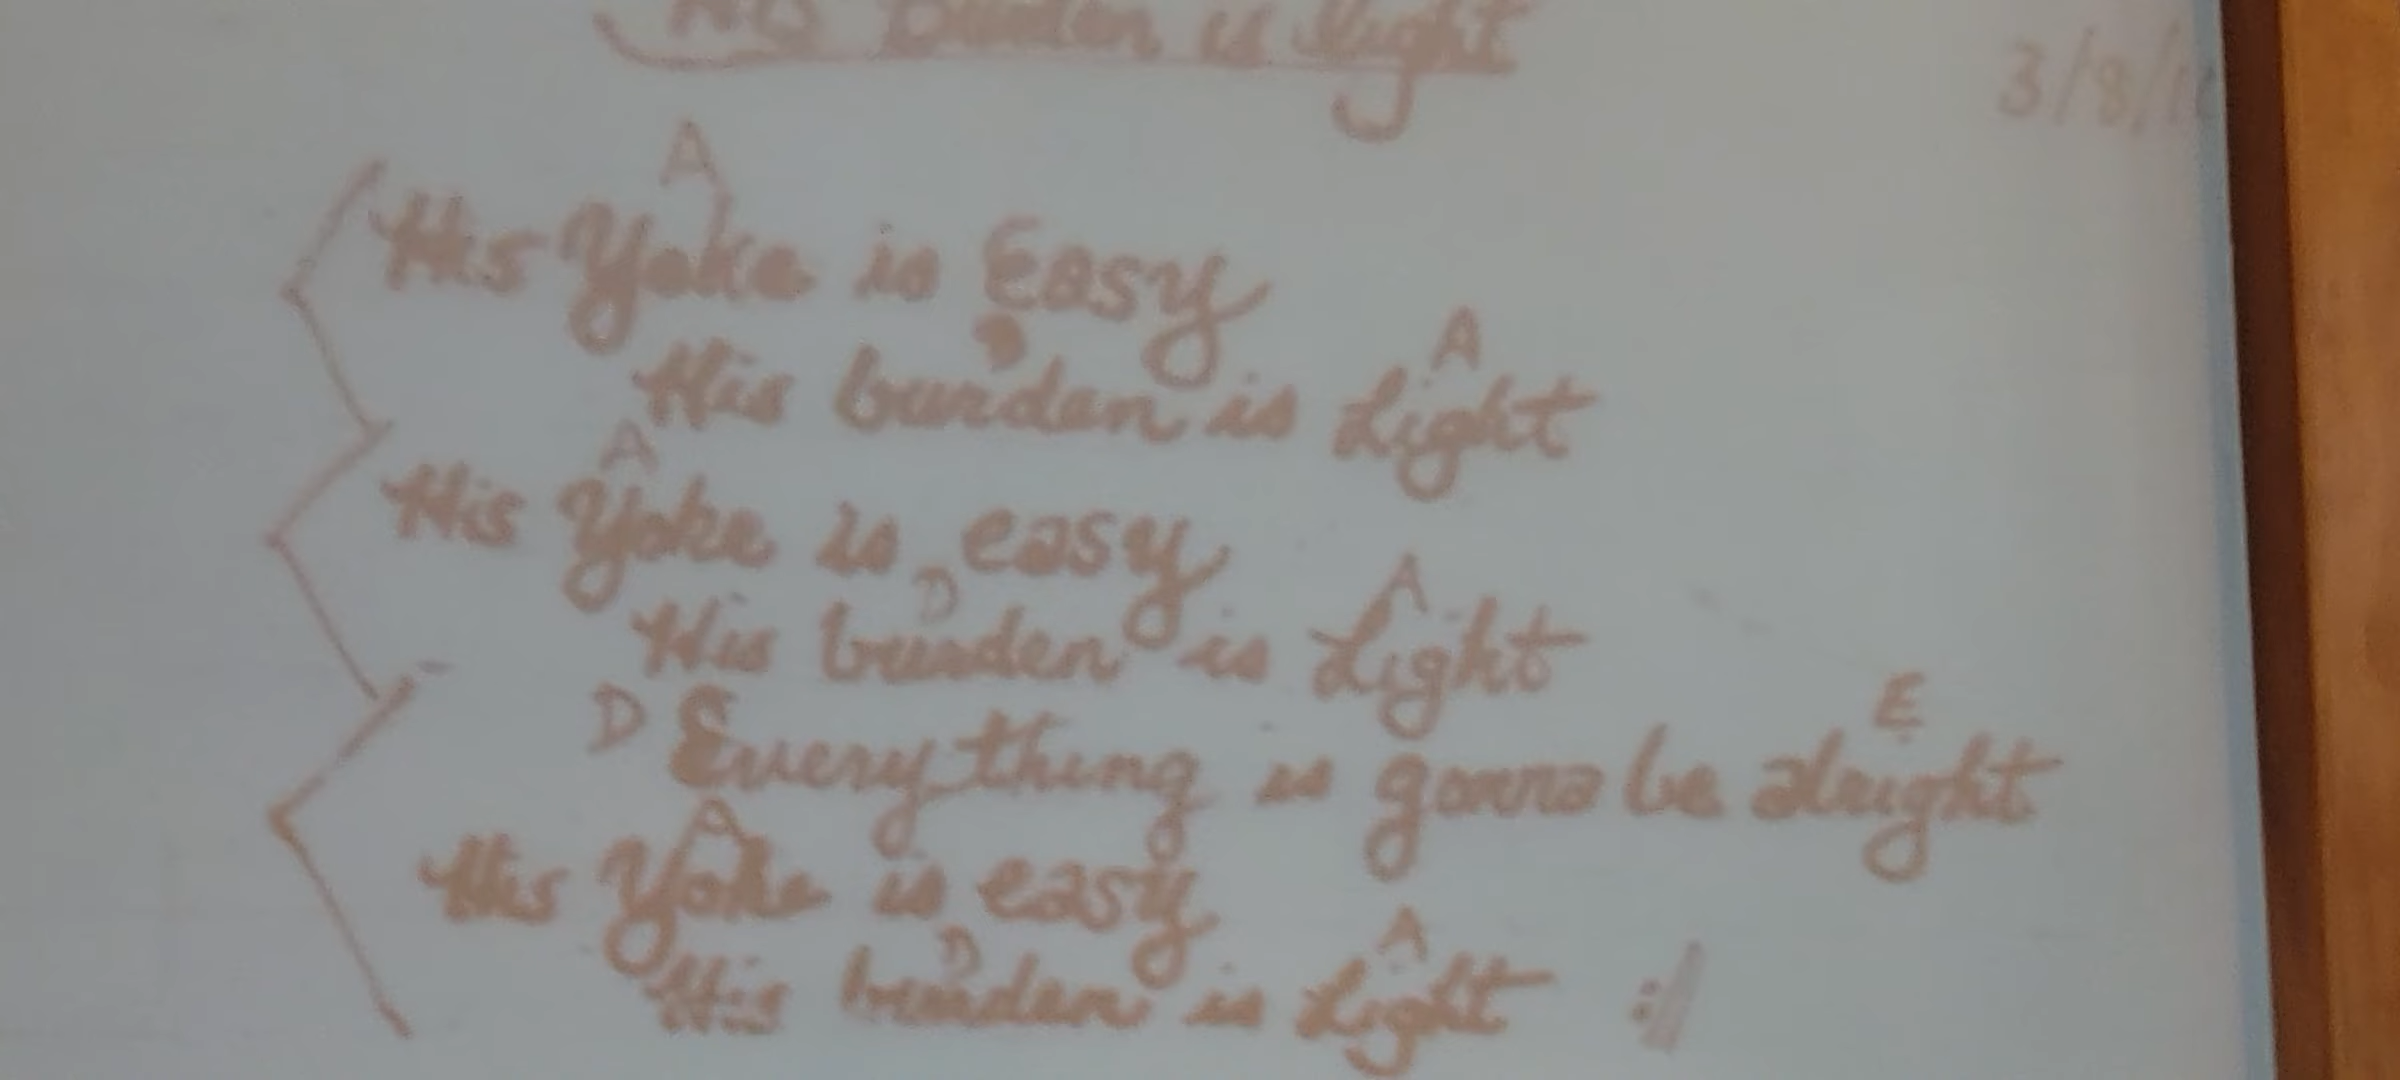 His Burden is Light
3/8/1
A
His Yoke is Easy
D A
His burden is Light
A
His Yoke is easy
D A
His burden is Light
D E
Everything is gonna be alright
A
His Yoke is easy
D A
His burden is Light :||